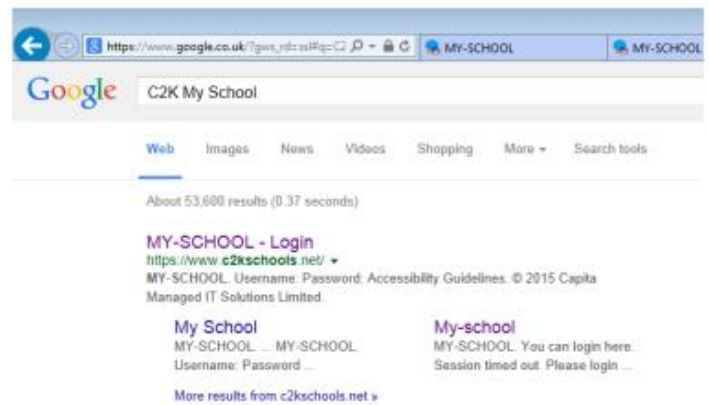 https://www.google.co.uk/?gws_rd=ssl#q=C2
MY-SCHOOL
MY-SCHOOL
Google
C2K My School
Web Images News Videos Shopping More Search tools
About 53,600 results (0.37 seconds)
MY-SCHOOL - Login
https://www.c2kschools.net/
MY-SCHOOL. Username. Password: Accessibility Guidelines. © 2015 Capita
Managed IT Solutions Limited.
My School
MY-SCHOOL. ... MY-SCHOOL.
Username: Password ...
My-school
MY-SCHOOL. You can login here.
Session timed out. Please login ...
More results from c2kschools.net »